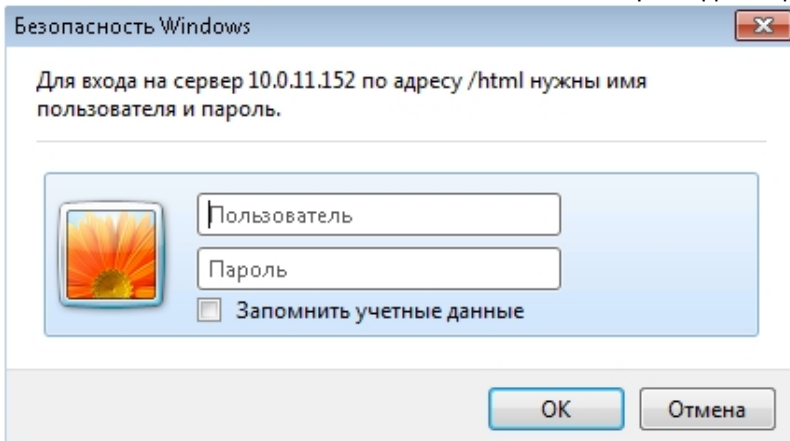 Безопасность Windows
Для входа на сервер 10.0.11.152 по адресу /html нужны имя
пользователя и пароль.
Пользователь
Пароль
Запомнить учетные данные
OK
Отмена